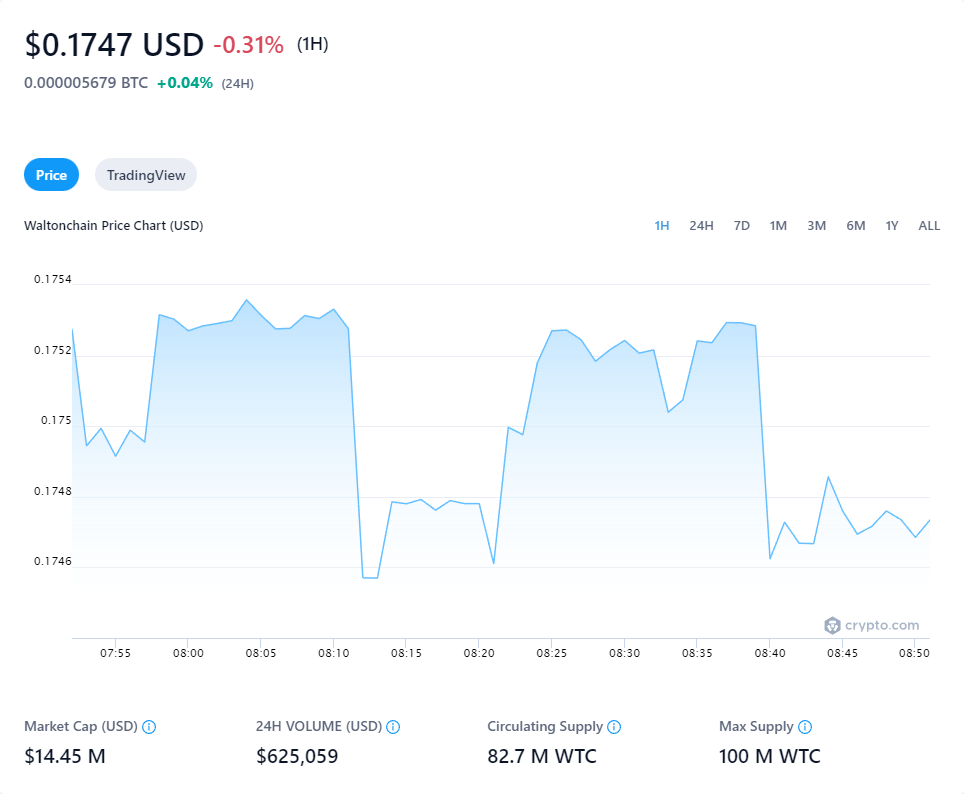 $0.1747 USD -0.31% (1H)
0.000005679 BTC +0.04% (24H)
Price TradingView
Waltonchain Price Chart (USD) 1H 24H 7D 1M 3M 6M 1Y ALL
0.1754
0.1752
0.175
0.1748
0.1746
crypto.com
07:55 08:00 08:05 08:10 08:15 08:20 08:25 08:30 08:35 08:40 08:45 08:50
Market Cap (USD) 24H VOLUME (USD) Circulating Supply Max Supply
$14.45 M $625,059 82.7 M WTC 100 M WTC